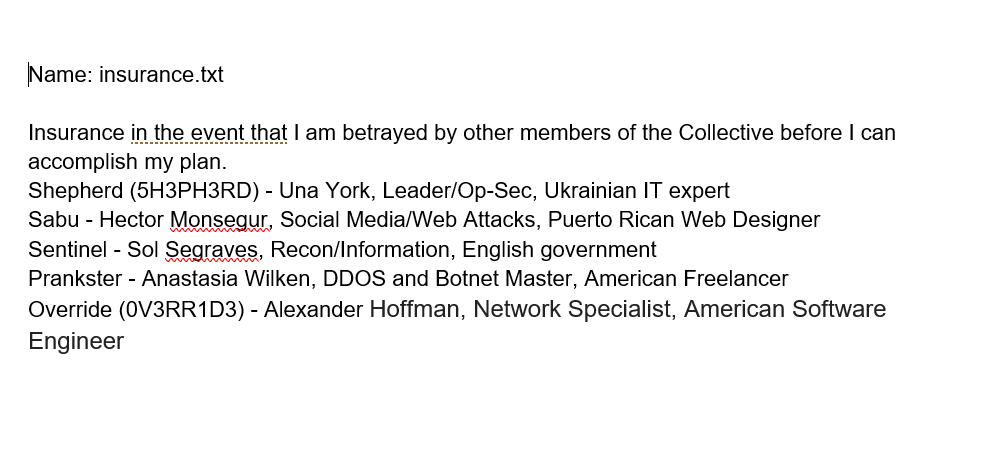 Name: insurance.txt
Insurance in the event that I am betrayed by other members of the Collective before I can
accomplish my plan.
Shepherd (5H3PH3RD) - Una York, Leader/Op-Sec, Ukrainian IT expert
Sabu - Hector Monsegur, Social Media/Web Attacks, Puerto Rican Web Designer
Sentinel - Sol Segraves, Recon/Information, English government
Prankster - Anastasia Wilken, DDOS and Botnet Master, American Freelancer
Override (0V3RR1D3) - Alexander Hoffman, Network Specialist, American Software
Engineer